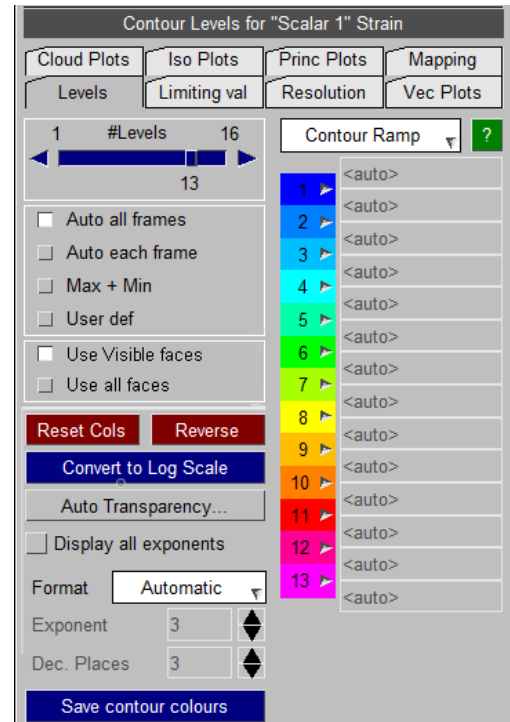 Contour Levels for "Scalar 1" Strain
Cloud Plots Iso Plots Princ Plots Mapping
Levels Limiting val Resolution Vec Plots
1 #Levels 16
13
Auto all frames
Auto each frame
Max + Min
User def
Use Visible faces
Use all faces
Reset Cols Reverse
Convert to Log Scale
Auto Transparency...
Display all exponents
Format Automatic
Exponent 3
Dec. Places 3
Save contour colours
Contour Ramp ?
<auto>
1
<auto>
2
<auto>
3
<auto>
4
<auto>
5
<auto>
6
<auto>
7
<auto>
8
<auto>
9
<auto>
10
<auto>
11
<auto>
12
<auto>
13
<auto>